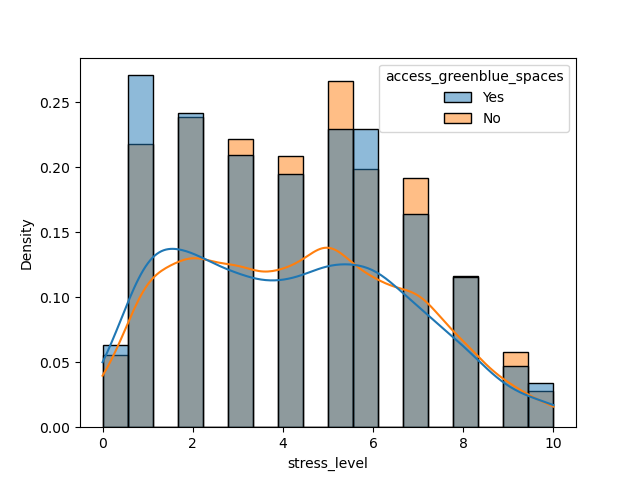 access_greenblue_spaces
Yes
No
0.25
0.20
0.15
0.10
0.05
0.00
Density
0 2 4 6 8 10
stress_level